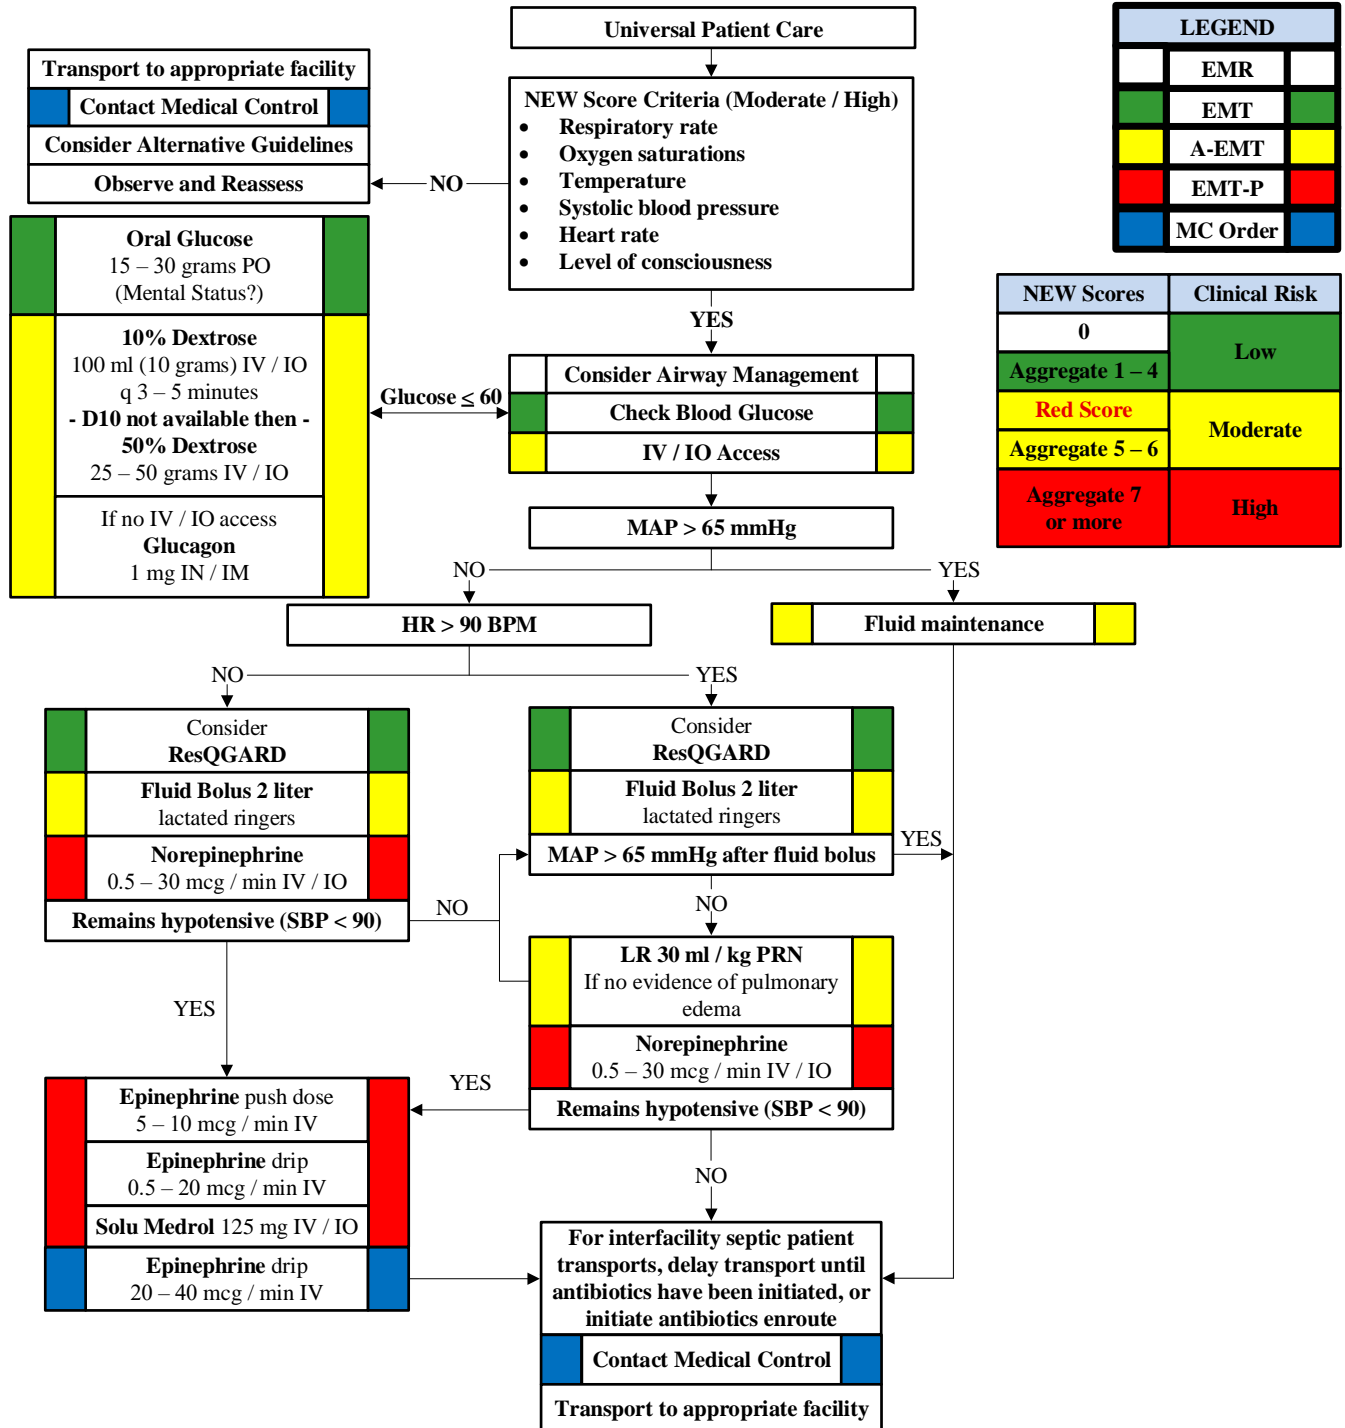 Universal Patient Care
LEGEND
EMR
EMT
A-EMT
EMT-P
MC Order
Transport to appropriate facility
Contact Medical Control
Consider Alternative Guidelines
Observe and Reassess
NO
NEW Score Criteria (Moderate / High)
• Respiratory rate
• Oxygen saturations
• Temperature
• Systolic blood pressure
• Heart rate
• Level of consciousness
YES
NEW Scores Clinical Risk
0
Low
Aggregate 1 – 4
Red Score
Moderate
Aggregate 5 – 6
Aggregate 7
or more
High
Oral Glucose
15 – 30 grams PO
(Mental Status?)
10% Dextrose
100 ml (10 grams) IV / IO
q 3 – 5 minutes
- D10 not available then -
50% Dextrose
25 – 50 grams IV / IO
If no IV / IO access
Glucagon
1 mg IN / IM
Glucose ≤ 60
Consider Airway Management
Check Blood Glucose
IV / IO Access
MAP > 65 mmHg
NO
YES
HR > 90 BPM
Fluid maintenance
NO
YES
Consider
ResQGARD
Fluid Bolus 2 liter
lactated ringers
Norepinephrine
0.5 – 30 mcg / min IV / IO
Remains hypotensive (SBP < 90)
NO
YES
Consider
ResQGARD
Fluid Bolus 2 liter
lactated ringers
MAP > 65 mmHg after fluid bolus
YES
NO
LR 30 ml / kg PRN
If no evidence of pulmonary
edema
Norepinephrine
0.5 – 30 mcg / min IV / IO
Remains hypotensive (SBP < 90)
YES
NO
Epinephrine push dose
5 – 10 mcg / min IV
Epinephrine drip
0.5 – 20 mcg / min IV
Solu Medrol 125 mg IV / IO
Epinephrine drip
20 – 40 mcg / min IV
For interfacility septic patient
transports, delay transport until
antibiotics have been initiated, or
initiate antibiotics enroute
Contact Medical Control
Transport to appropriate facility